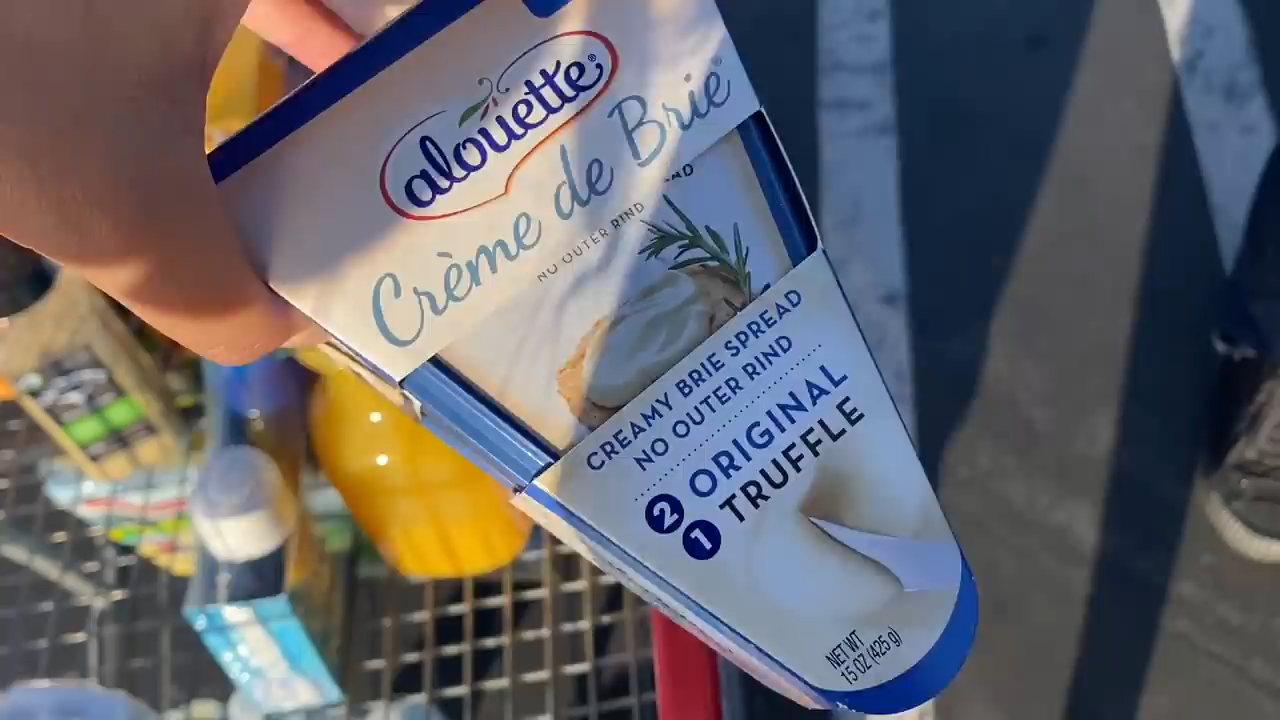 alouette®
Crème de Brie®
NO OUTER RIND
CREAMY BRIE SPREAD
NO OUTER RIND
2 ORIGINAL
1 TRUFFLE
NET WT
15 OZ (425 g)